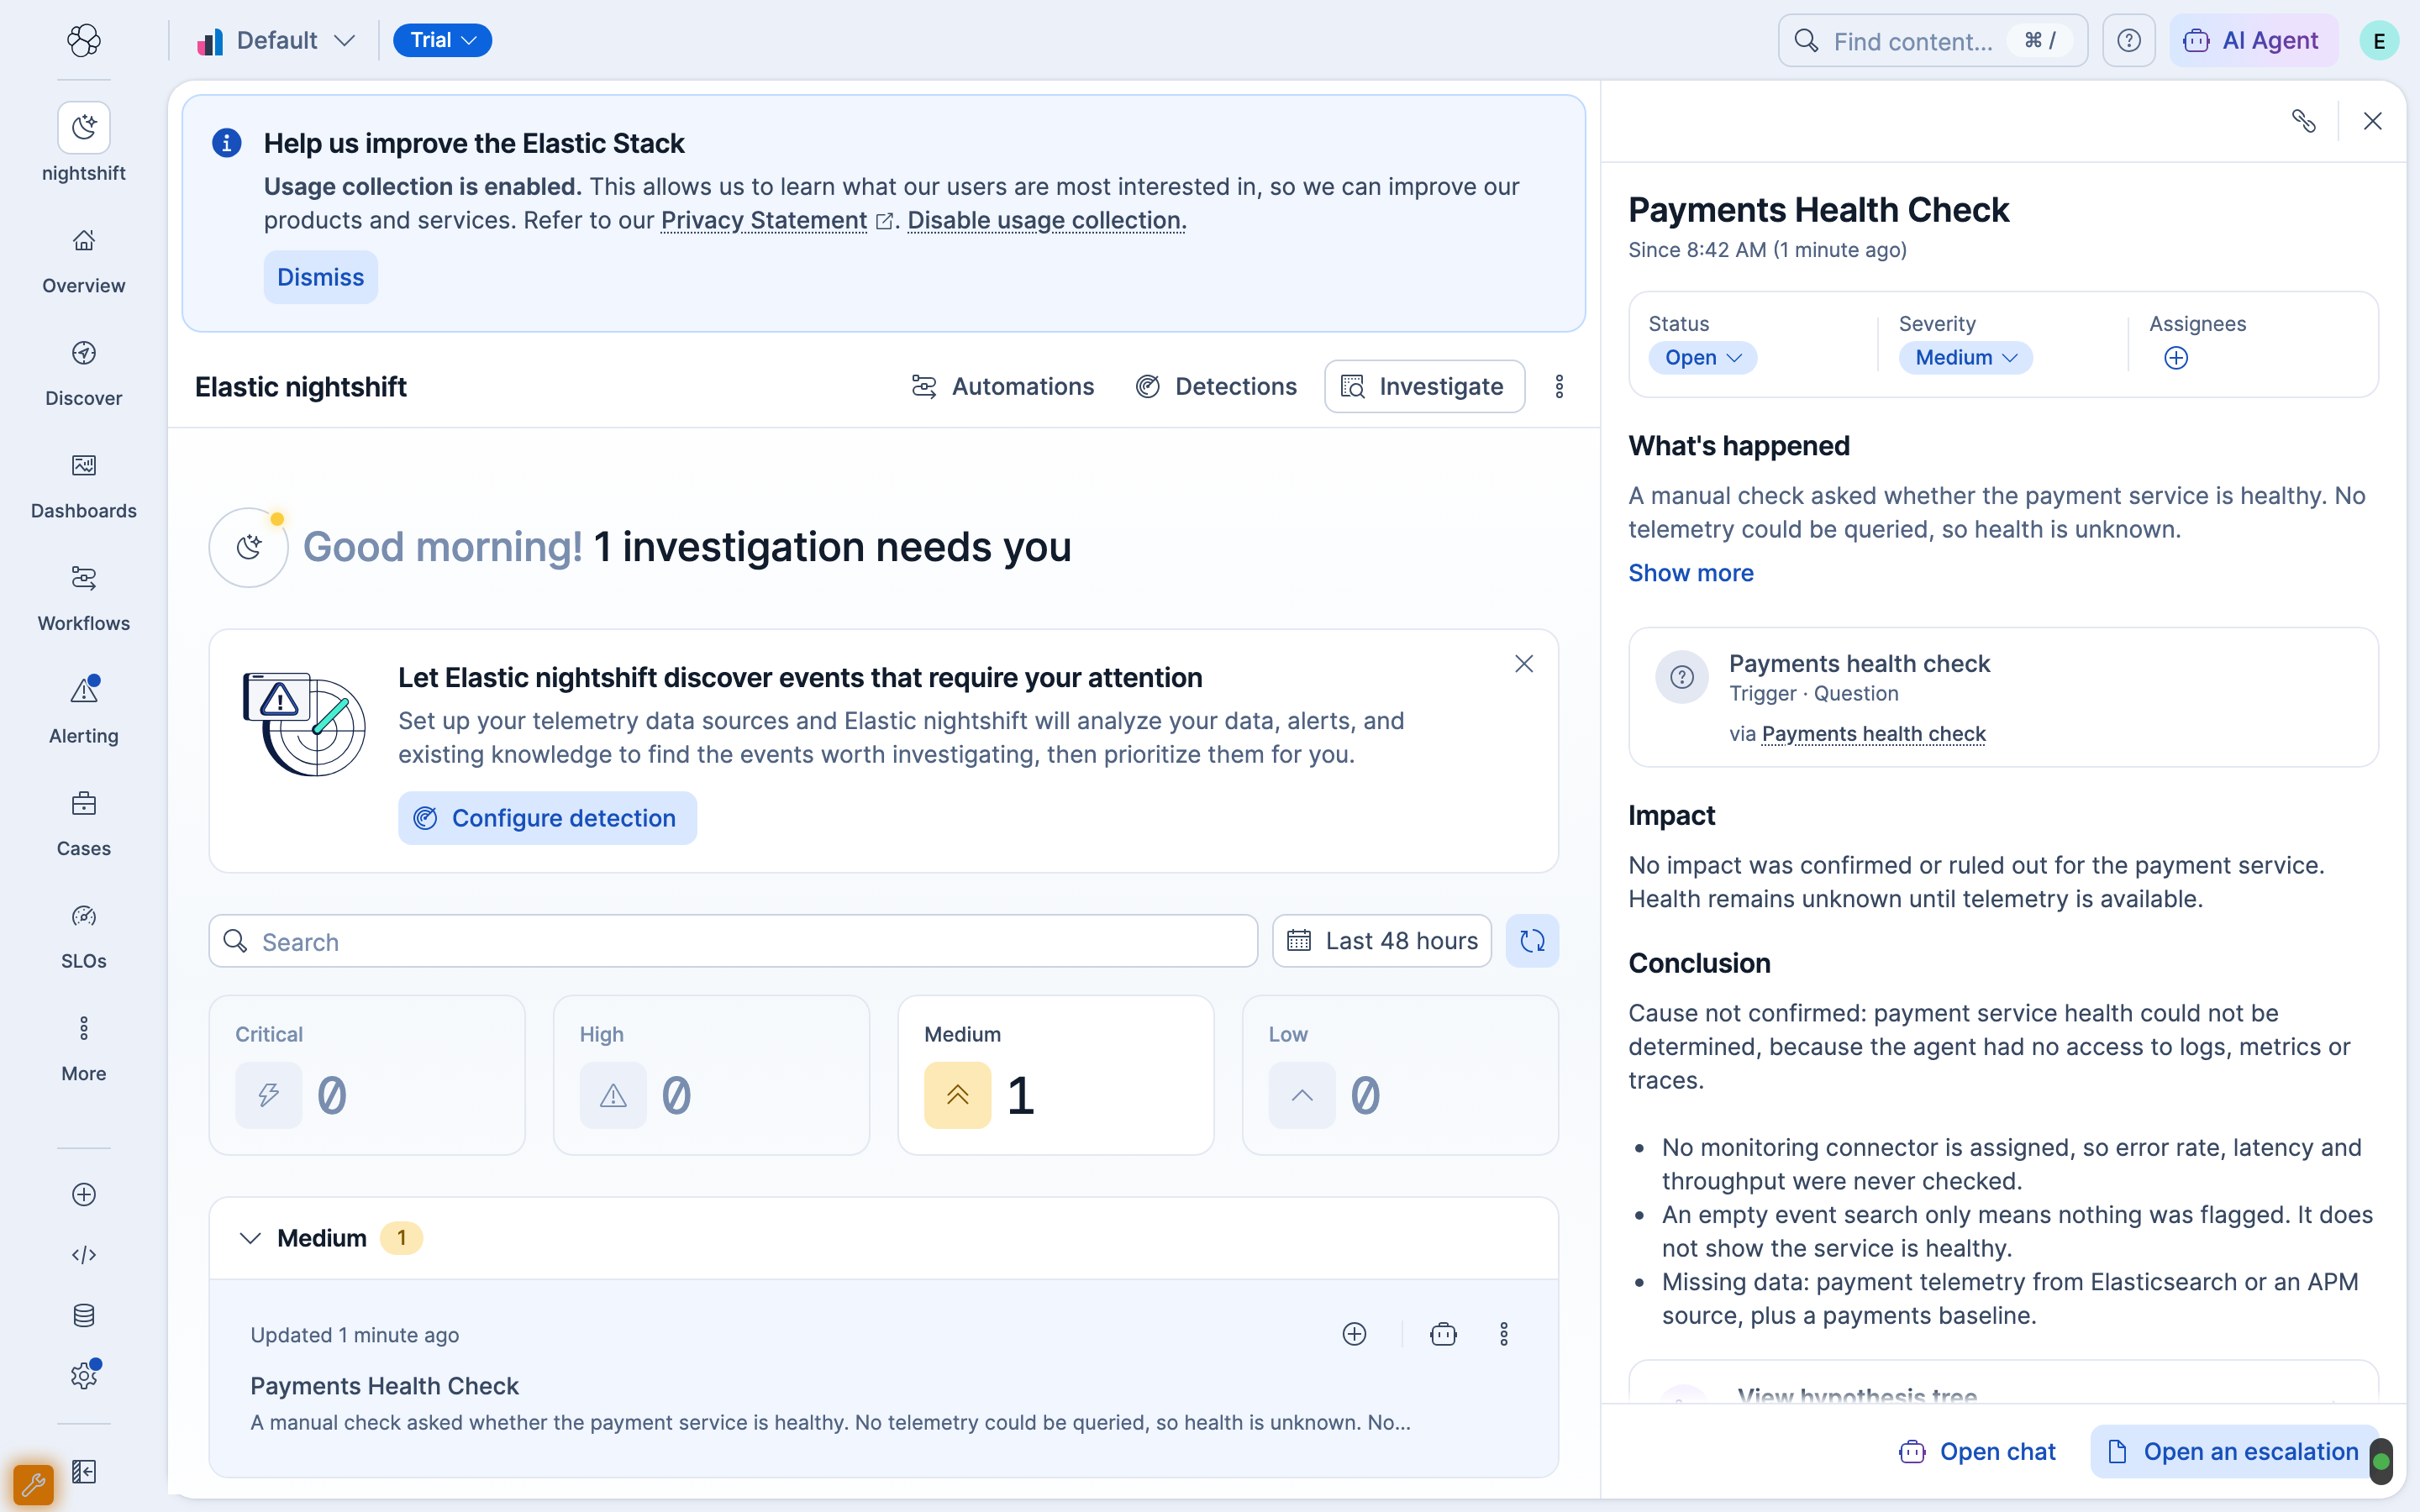 Default
Trial
Find content...
⌘ /
AI Agent
E
nightshift
Overview
Discover
Dashboards
Workflows
Alerting
Cases
SLOs
More
Help us improve the Elastic Stack
Usage collection is enabled. This allows us to learn what our users are most interested in, so we can improve our
products and services. Refer to our Privacy Statement. Disable usage collection.
Dismiss
Elastic nightshift
Automations
Detections
Investigate
Good morning! 1 investigation needs you
Let Elastic nightshift discover events that require your attention
Set up your telemetry data sources and Elastic nightshift will analyze your data, alerts, and
existing knowledge to find the events worth investigating, then prioritize them for you.
Configure detection
Search
Last 48 hours
Critical
0
High
0
Medium
1
Low
0
Medium 1
Updated 1 minute ago
Payments Health Check
A manual check asked whether the payment service is healthy. No telemetry could be queried, so health is unknown. No...
Payments Health Check
Since 8:42 AM (1 minute ago)
Status
Open
Severity
Medium
Assignees
What's happened
A manual check asked whether the payment service is healthy. No
telemetry could be queried, so health is unknown.
Show more
Payments health check
Trigger · Question
via Payments health check
Impact
No impact was confirmed or ruled out for the payment service.
Health remains unknown until telemetry is available.
Conclusion
Cause not confirmed: payment service health could not be
determined, because the agent had no access to logs, metrics or
traces.
• No monitoring connector is assigned, so error rate, latency and
throughput were never checked.
• An empty event search only means nothing was flagged. It does
not show the service is healthy.
• Missing data: payment telemetry from Elasticsearch or an APM
source, plus a payments baseline.
View hypothesis tree
Open chat
Open an escalation